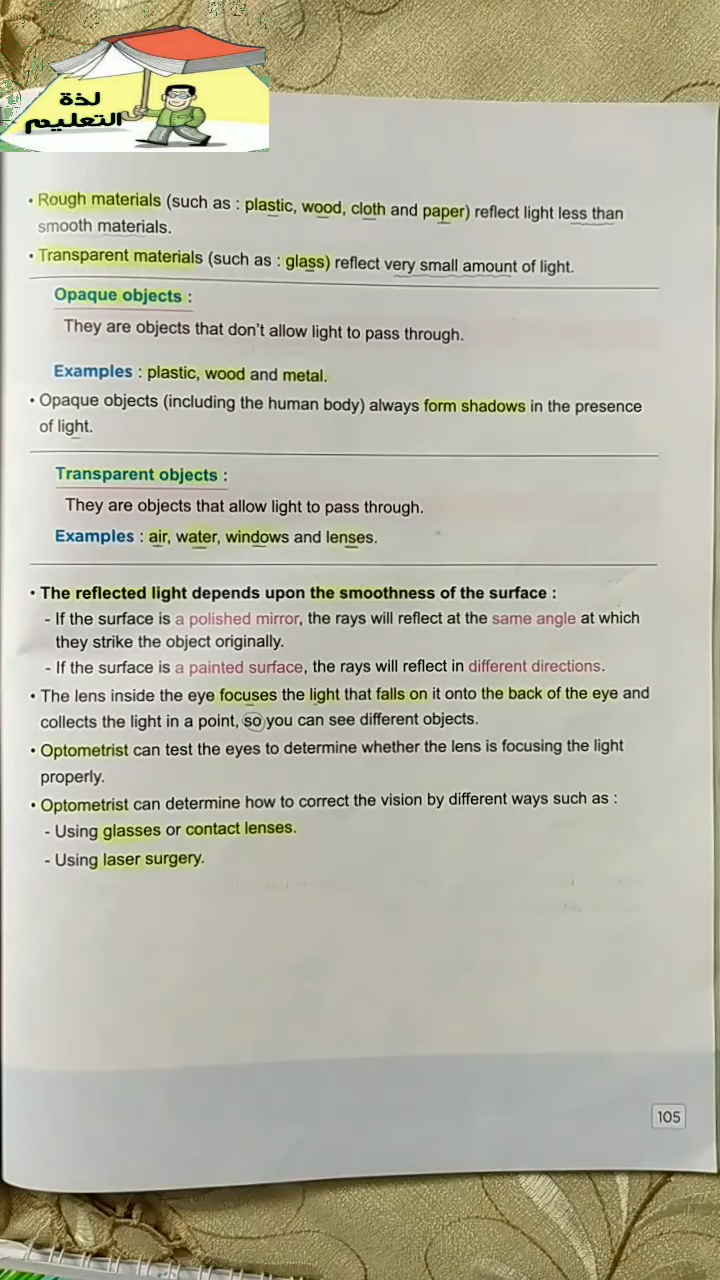 لذة
التعليم
• Rough materials (such as : plastic, wood, cloth and paper) reflect light less than
smooth materials.
• Transparent materials (such as : glass) reflect very small amount of light.
Opaque objects :
They are objects that don't allow light to pass through.
Examples : plastic, wood and metal.
• Opaque objects (including the human body) always form shadows in the presence
of light.
Transparent objects :
They are objects that allow light to pass through.
Examples : air, water, windows and lenses.
• The reflected light depends upon the smoothness of the surface :
- If the surface is a polished mirror, the rays will reflect at the same angle at which
they strike the object originally.
- If the surface is a painted surface, the rays will reflect in different directions.
• The lens inside the eye focuses the light that falls on it onto the back of the eye and
collects the light in a point, so you can see different objects.
• Optometrist can test the eyes to determine whether the lens is focusing the light
properly.
• Optometrist can determine how to correct the vision by different ways such as :
- Using glasses or contact lenses.
- Using laser surgery.
105